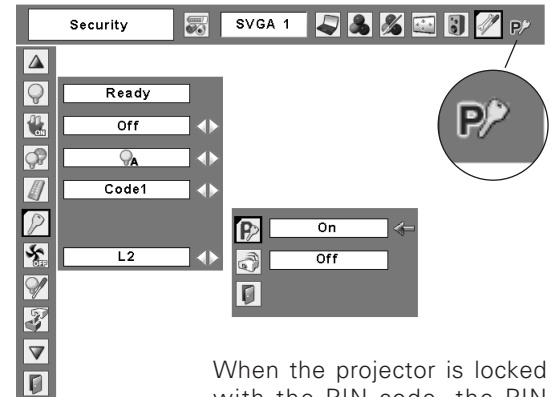 Security
SVGA 1
Ready
Off
Code1
L2
On
Off
When the projector is locked
with the PIN code, the PIN